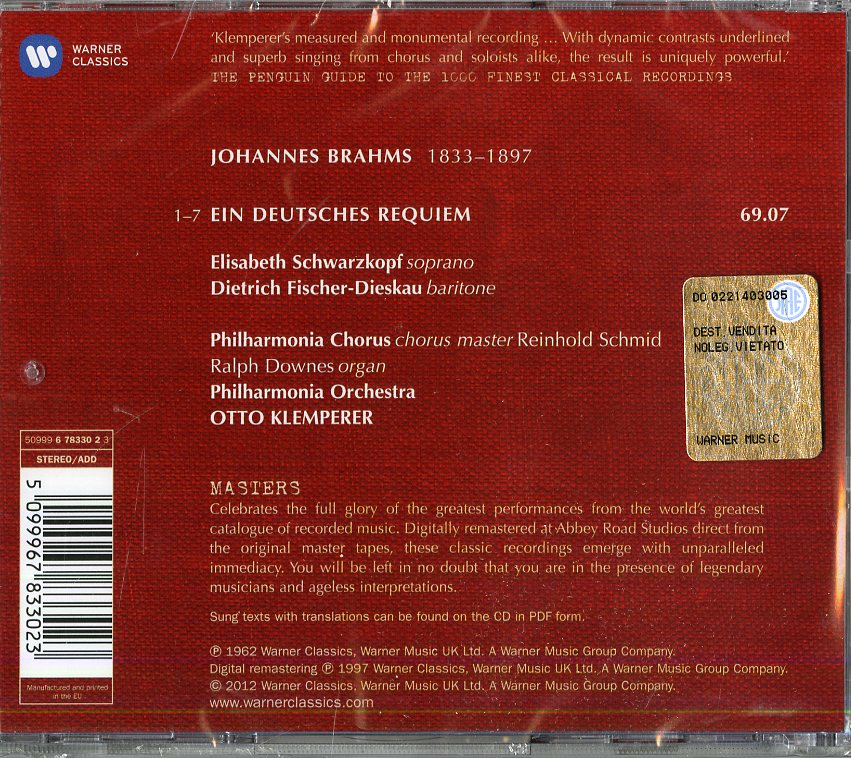 WARNER
CLASSICS
'Klemperer's measured and monumental recording ... With dynamic contrasts underlined
and superb singing from chorus and soloists alike, the result is uniquely powerful.'
THE PENGUIN GUIDE TO THE 1000 FINEST CLASSICAL RECORDINGS
JOHANNES BRAHMS 1833–1897
1–7 EIN DEUTSCHES REQUIEM 69.07
Elisabeth Schwarzkopf soprano
Dietrich Fischer-Dieskau baritone
Philharmonia Chorus chorus master Reinhold Schmid
Ralph Downes organ
Philharmonia Orchestra
OTTO KLEMPERER
DO 0221403005
DEST.VENDITA
NOLEG.VIETATO
WARNER MUSIC
50999 6 78330 2 3
STEREO/ADD
5 099967 833023
Manufactured and printed
in the EU
MASTERS
Celebrates the full glory of the greatest performances from the world's greatest
catalogue of recorded music. Digitally remastered at Abbey Road Studios direct from
the original master tapes, these classic recordings emerge with unparalleled
immediacy. You will be left in no doubt that you are in the presence of legendary
musicians and ageless interpretations.
Sung texts with translations can be found on the CD in PDF form.
℗ 1962 Warner Classics, Warner Music UK Ltd. A Warner Music Group Company.
Digital remastering ℗ 1997 Warner Classics, Warner Music UK Ltd. A Warner Music Group Company.
© 2012 Warner Classics. Warner Music UK Ltd. A Warner Music Group Company.
www.warnerclassics.com